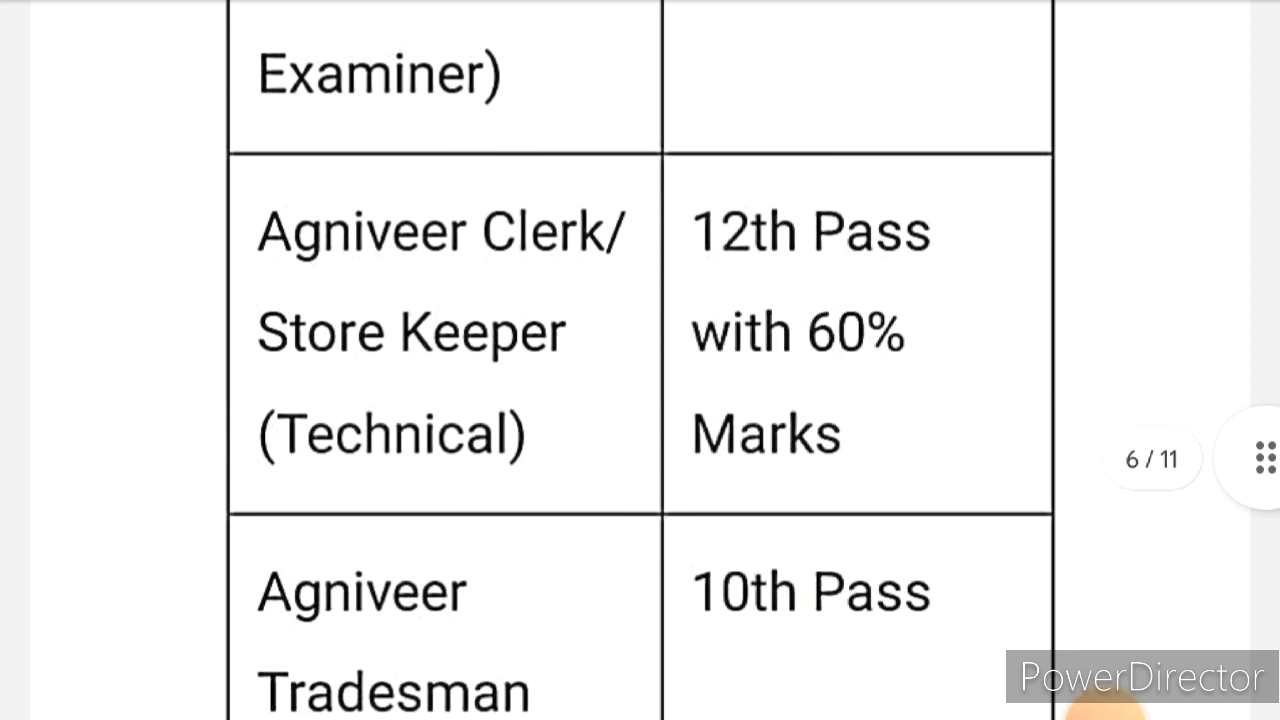 Examiner)
Agniveer Clerk/
Store Keeper
(Technical)
12th Pass
with 60%
Marks
6 / 11
Agniveer
Tradesman
10th Pass
PowerDirector